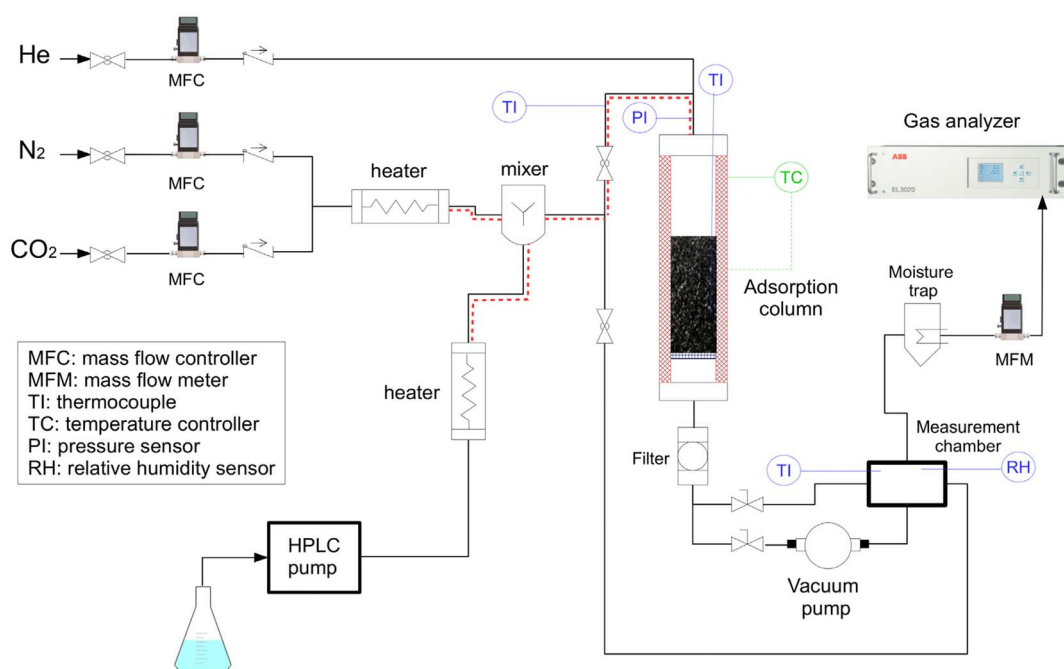 He
MFC
TI
TI
PI
Gas analyzer
ABB
EL3020
N2
MFC
heater
mixer
TC
CO2
MFC
Moisture
trap
Adsorption
column
MFM
MFC: mass flow controller
MFM: mass flow meter
TI: thermocouple
TC: temperature controller
PI: pressure sensor
RH: relative humidity sensor
heater
Measurement
chamber
Filter
TI
RH
HPLC
pump
Vacuum
pump